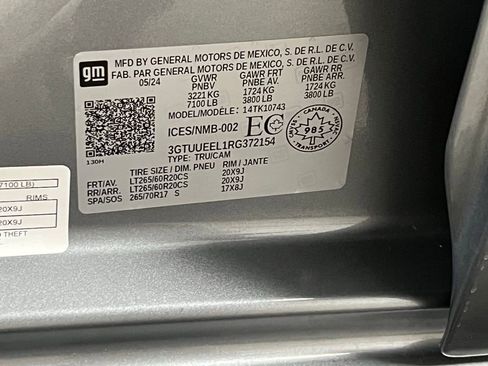 gm
MFD BY GENERAL MOTORS DE MEXICO, S. DE R.L. DE C.V.
FAB. PAR GENERAL MOTORS DE MEXICO, S. DE R.L. DE C.V.
05/24 GVWR GAWR FRT GAWR RR
PNBV PNBE AV. PNBE ARR.
3221 KG 1724 KG 1724 KG
7100 LB 3800 LB 3800 LB
MODEL/MODÈLE: 14TK10743
ICES/NMB-002 EC CANADA 985 TRANSPORT
130H
3GTUUEEL1RG372154
TYPE: TRU/CAM
TIRE SIZE / DIM. PNEU RIM / JANTE
FRT/AV. LT265/60R20CS 20X9J
RR/ARR. LT265/60R20CS 20X9J
SPA/SOS 265/70R17 S 17X8J
7100 LB)
RIMS
20X9J
20X9J
THEFT